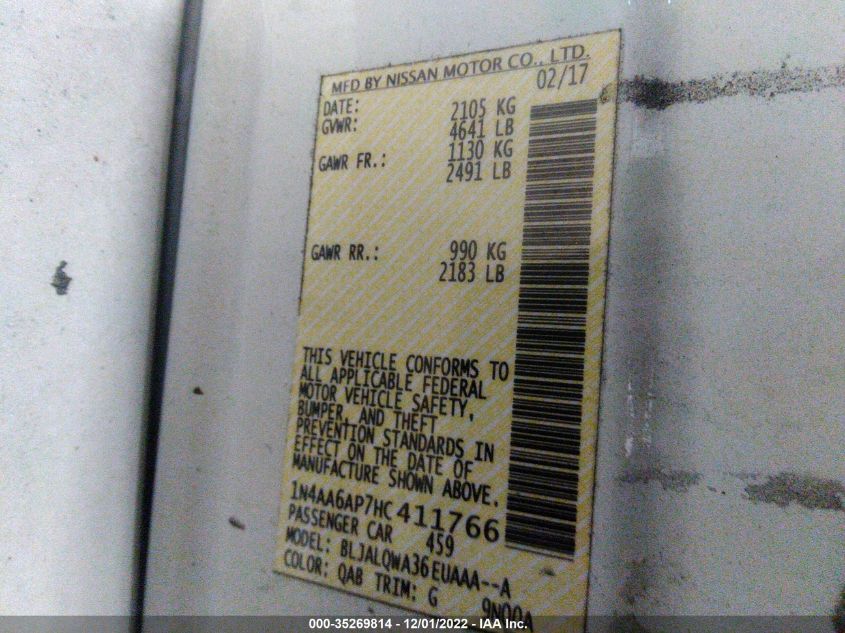 MFD BY NISSAN MOTOR CO., LTD.
DATE: 02/17
GVWR: 2105 KG
4641 LB
GAWR FR.: 1130 KG
2491 LB
GAWR RR.: 990 KG
2183 LB
THIS VEHICLE CONFORMS TO
ALL APPLICABLE FEDERAL
MOTOR VEHICLE SAFETY,
BUMPER, AND THEFT
PREVENTION STANDARDS IN
EFFECT ON THE DATE OF
MANUFACTURE SHOWN ABOVE.
1N4AA6AP7HC411766
PASSENGER CAR 459
MODEL: BLJALQWA36EUAAA--A
COLOR: QAB TRIM: G 9N00A
000-35269814 - 12/01/2022 - IAA Inc.